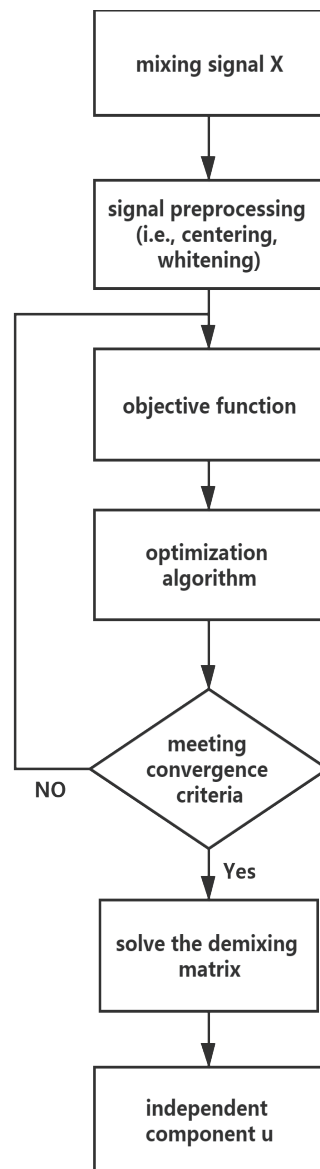 mixing signal X
signal preprocessing
(i.e., centering,
whitening)
objective function
optimization
algorithm
meeting
convergence
criteria
NO
Yes
solve the demixing
matrix
independent
component u